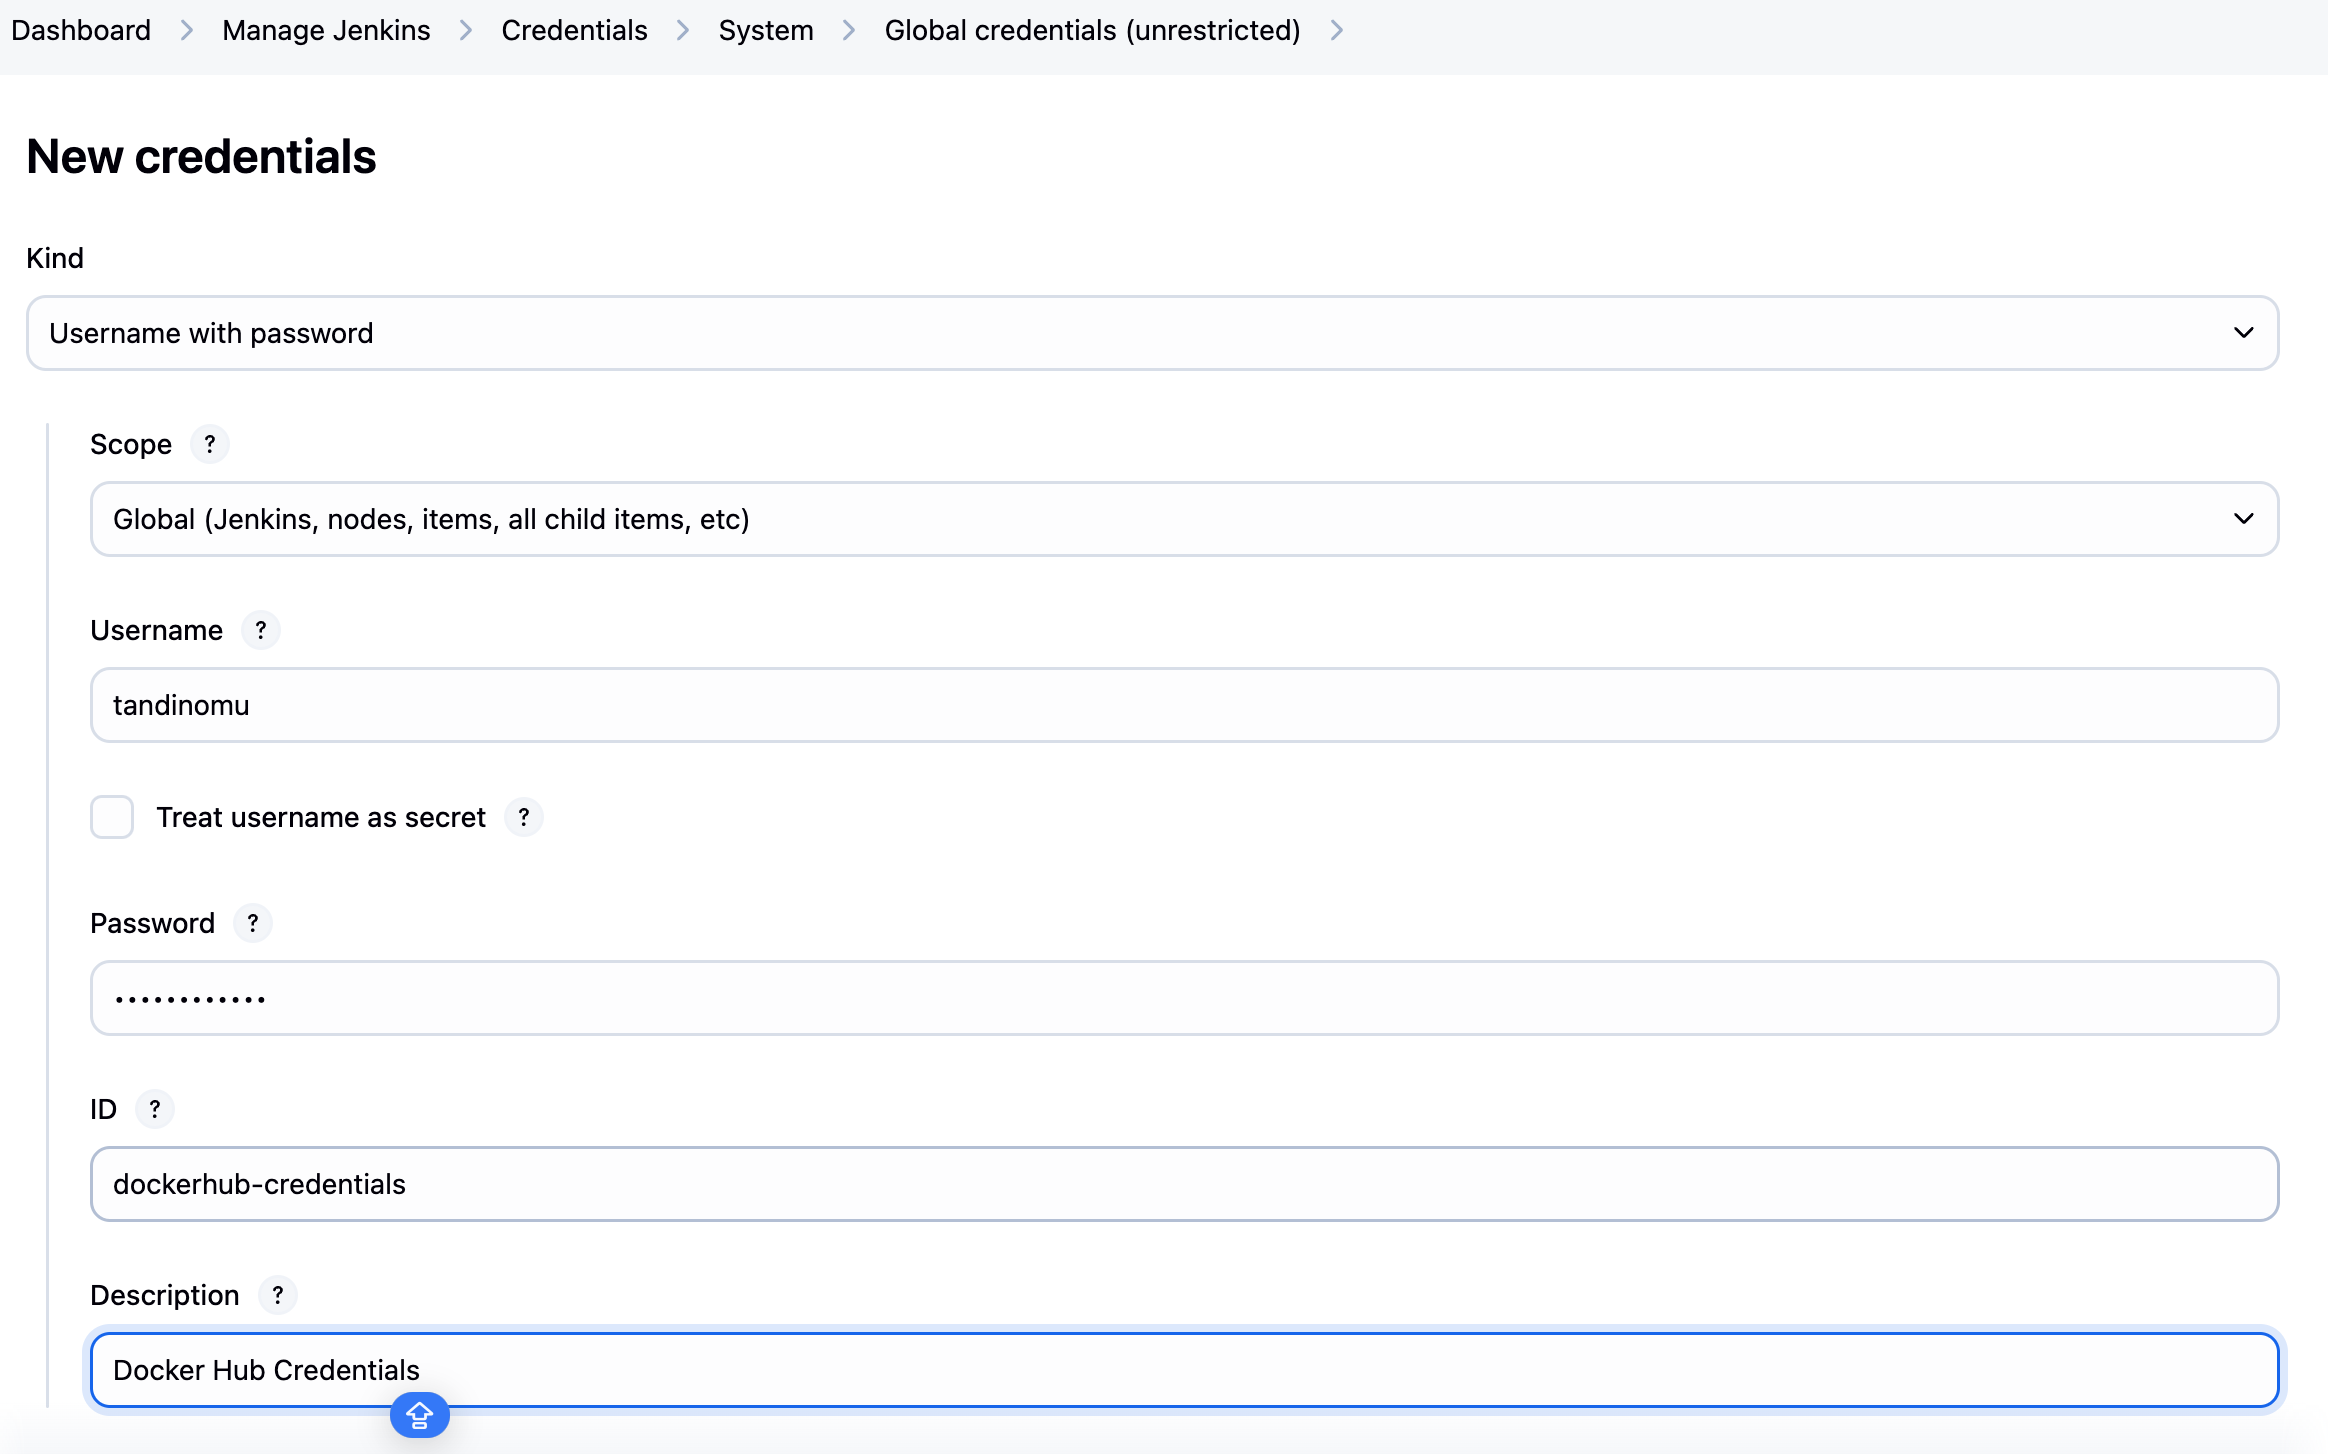 Dashboard > Manage Jenkins > Credentials > System > Global credentials (unrestricted) >
New credentials
Kind
Username with password
Scope ?
Global (Jenkins, nodes, items, all child items, etc)
Username ?
tandinomu
Treat username as secret ?
Password ?
••••••••••••
ID ?
dockerhub-credentials
Description ?
Docker Hub Credentials